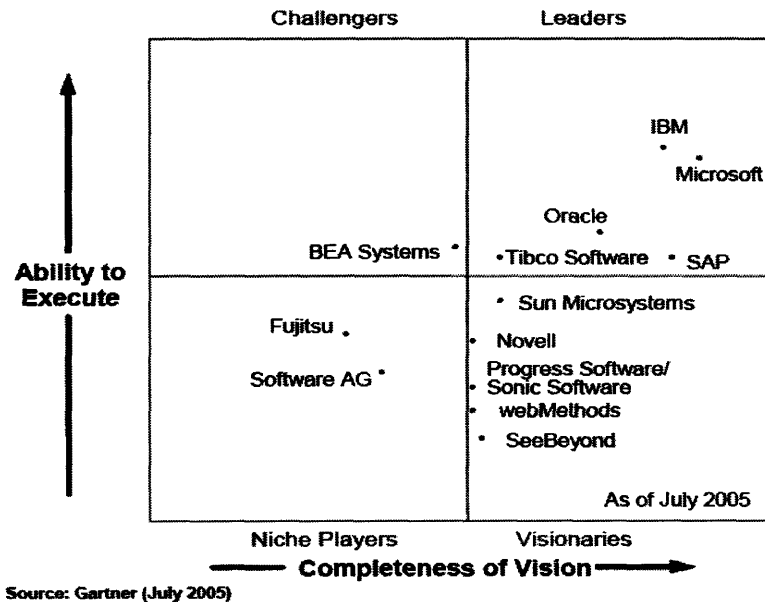 Challengers
Leaders
IBM
Microsoft
Oracle
BEA Systems
Tibco Software
SAP
Ability to
Execute
Sun Microsystems
Fujitsu
Novell
Progress Software/
Software AG
Sonic Software
webMethods
SeeBeyond
As of July 2005
Niche Players
Visionaries
Completeness of Vision
Source: Gartner (July 2005)